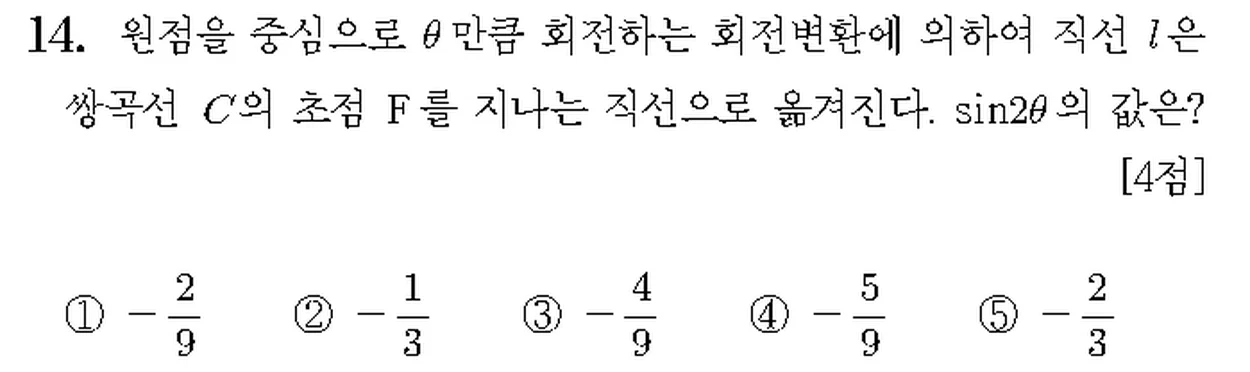 14. 원점을 중심으로 θ만큼 회전하는 회전변환에 의하여 직선 l은
쌍곡선 C의 초점 F를 지나는 직선으로 옮겨진다. sin2θ의 값은?
[4점]
① -2/9 ② -1/3 ③ -4/9 ④ -5/9 ⑤ -2/3